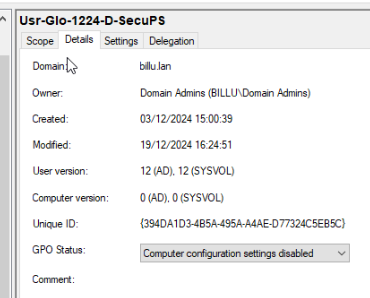 Usr-Glo-1224-D-SecuPS
Scope Details Settings Delegation
Domain: billu.lan
Owner: Domain Admins (BILLU\Domain Admins)
Created: 03/12/2024 15:00:39
Modified: 19/12/2024 16:24:51
User version: 12 (AD), 12 (SYSVOL)
Computer version: 0 (AD), 0 (SYSVOL)
Unique ID: {394DA1D3-4B5A-495A-A4AE-D77324C5EB5C}
GPO Status: Computer configuration settings disabled
Comment: